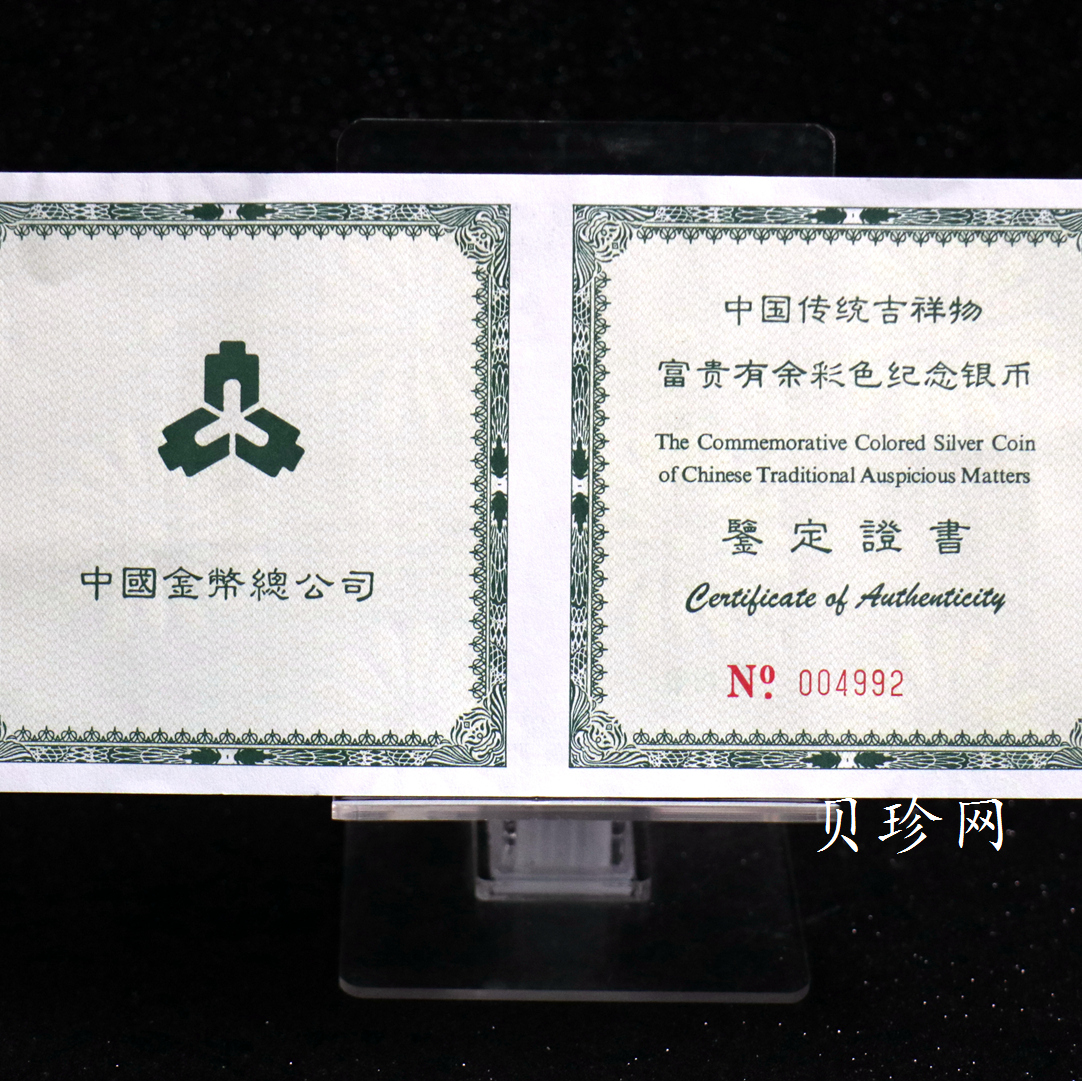 中國金幣總公司
中国传统吉祥物
富贵有余彩色纪念银币
The Commemorative Colored Silver Coin
of Chinese Traditional Auspicious Matters
鑒定證書
Certificate of Authenticity
Nº. 004992
贝珍网